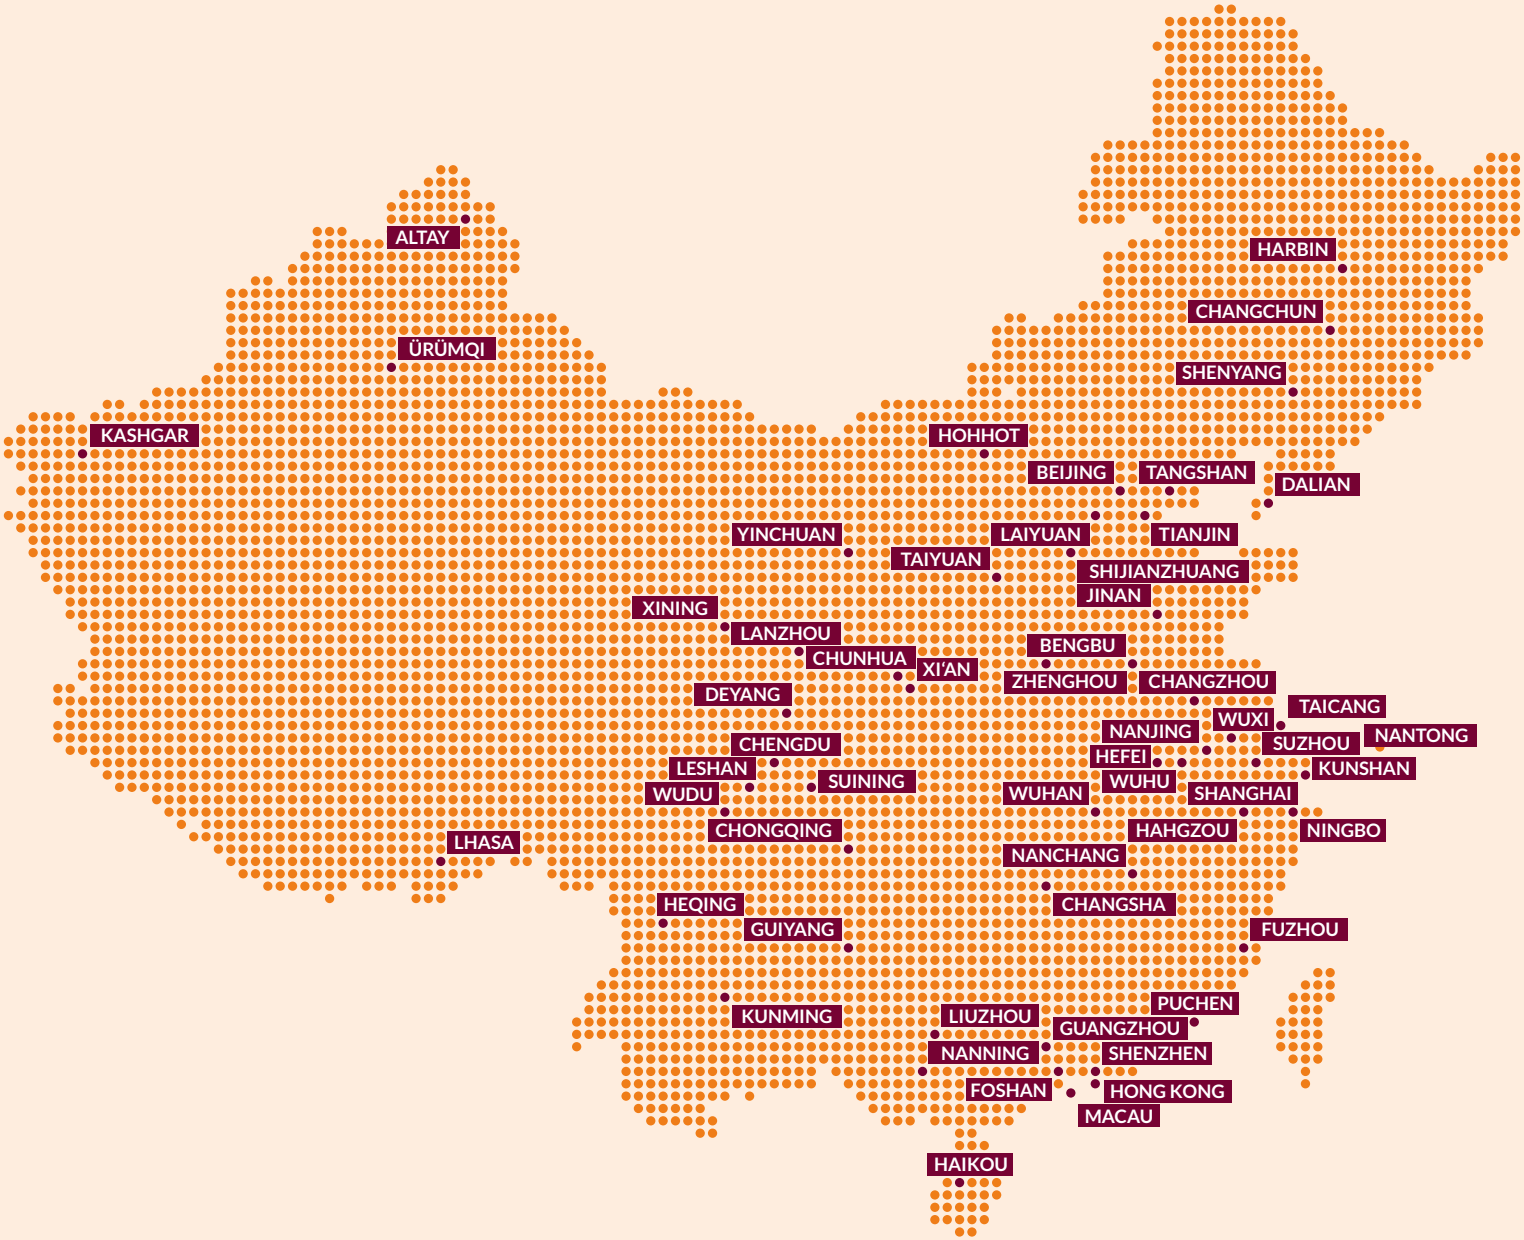 ALTAY
HARBIN
CHANGCHUN
ÜRÜMQI
SHENYANG
KASHGAR
HOHHOT
BEIJING
TANGSHAN
DALIAN
YINCHUAN
LAIYUAN
TIANJIN
TAIYUAN
SHIJIANZHUANG
JINAN
XINING
LANZHOU
BENGBU
CHUNHUA
XI‘AN
ZHENGHOU
CHANGZHOU
DEYANG
TAICANG
WUXI
NANJING
NANTONG
CHENGDU
SUZHOU
HEFEI
LESHAN
KUNSHAN
SUINING
WUHU
WUDU
WUHAN
SHANGHAI
CHONGQING
HAHGZOU
NINGBO
LHASA
NANCHANG
HEQING
CHANGSHA
GUIYANG
FUZHOU
PUCHEN
KUNMING
LIUZHOU
GUANGZHOU
NANNING
SHENZHEN
FOSHAN
HONG KONG
MACAU
HAIKOU